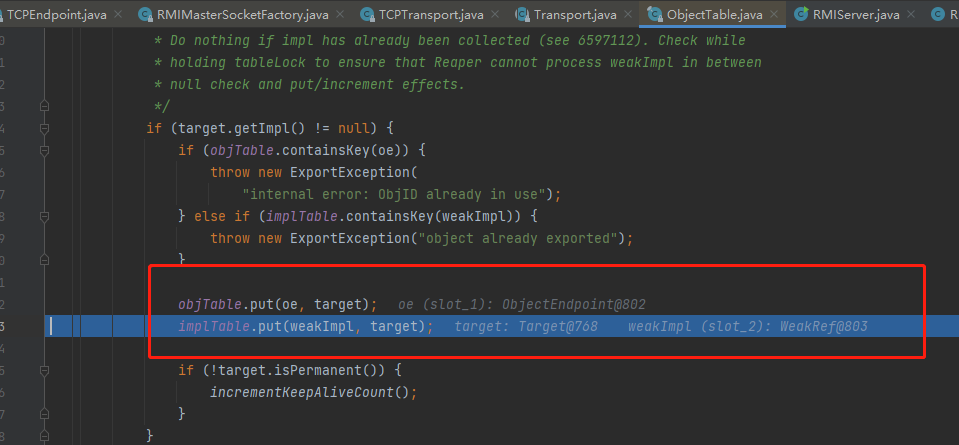 TCPEndpoint.java RMIMasterSocketFactory.java TCPTransport.java Transport.java ObjectTable.java RMIServer.java R
0 * Do nothing if impl has already been collected (see 6597112). Check while
1 * holding tableLock to ensure that Reaper cannot process weakImpl in between
2 * null check and put/increment effects.
3 */
4 if (target.getImpl() != null) {
5 if (objTable.containsKey(oe)) {
6 throw new ExportException(
7 "internal error: ObjID already in use");
8 } else if (implTable.containsKey(weakImpl)) {
9 throw new ExportException("object already exported");
0 }
1
2 objTable.put(oe, target); oe (slot_1): ObjectEndpoint@802
3 implTable.put(weakImpl, target); target: Target@768 weakImpl (slot_2): WeakRef@803
4
5 if (!target.isPermanent()) {
6 incrementKeepAliveCount();
7 }
8 }